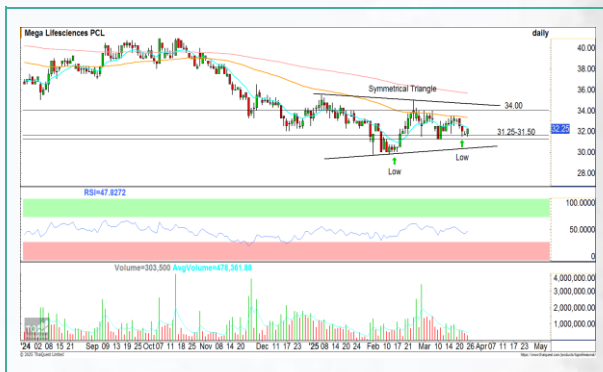 Mega Lifesciences PCL daily
40.00
38.00
Symmetrical Triangle
36.00
34.00
34.00
32.25
31.25-31.50
32.00
30.00
Low
Low
28.00
RSI=47.8272
100.0000
50.0000
0.0000
Volume=303,500 AvgVolume=478,361.88
4,000,000.00
3,000,000.00
2,000,000.00
1,000,000.00
'24 02 08 15 21 Sep 09 13 19 25 Oct 07 11 18 25 Nov 08 14 20 Dec 11 17 24 '25 08 14 20 Feb 10 17 21 Mar 10 14 20 26 Apr 07 11 17 23 May